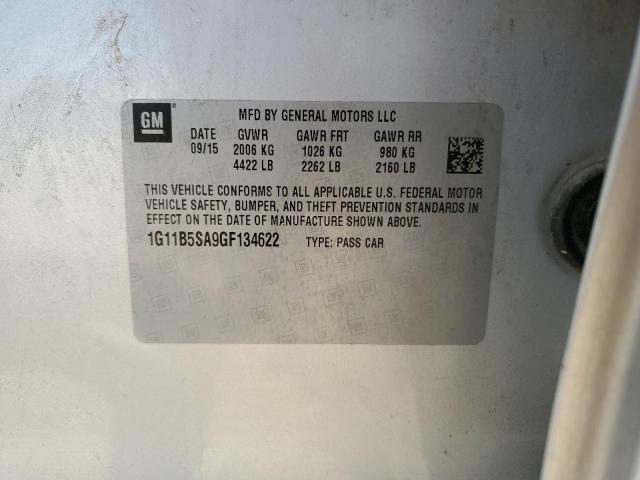 GM MFD BY GENERAL MOTORS LLC
DATE GVWR GAWR FRT GAWR RR
09/15 2006 KG 1026 KG 980 KG
4422 LB 2262 LB 2160 LB
THIS VEHICLE CONFORMS TO ALL APPLICABLE U.S. FEDERAL MOTOR
VEHICLE SAFETY, BUMPER, AND THEFT PREVENTION STANDARDS IN
EFFECT ON THE DATE OF MANUFACTURE SHOWN ABOVE.
1G11B5SA9GF134622 TYPE: PASS CAR